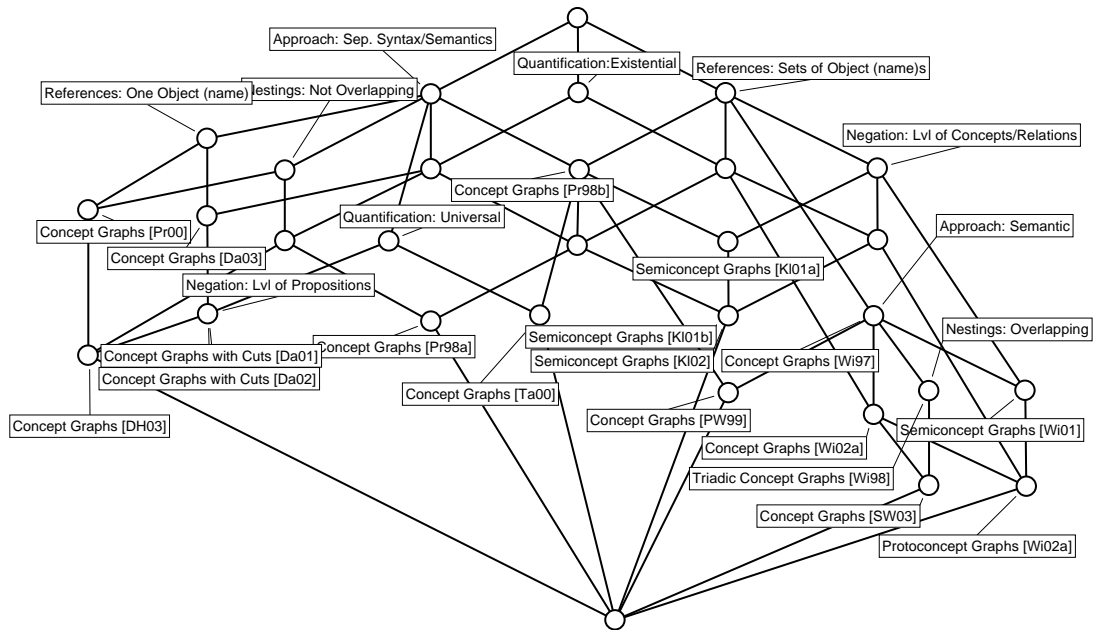 Approach: Sep. Syntax/Semantics
Quantification:Existential
References: Sets of Object (name)s
References: One Object (name)
Nestings: Not Overlapping
Negation: Lvl of Concepts/Relations
Concept Graphs [Pr98b]
Quantification: Universal
Approach: Semantic
Concept Graphs [Pr00]
Concept Graphs [Da03]
Semiconcept Graphs [Kl01a]
Negation: Lvl of Propositions
Nestings: Overlapping
Semiconcept Graphs [Kl01b]
Concept Graphs [Pr98a]
Concept Graphs with Cuts [Da01]
Semiconcept Graphs [Kl02]
Concept Graphs [Wi97]
Concept Graphs with Cuts [Da02]
Concept Graphs [Ta00]
Concept Graphs [PW99]
Concept Graphs [DH03]
Semiconcept Graphs [Wi01]
Concept Graphs [Wi02a]
Triadic Concept Graphs [Wi98]
Concept Graphs [SW03]
Protoconcept Graphs [Wi02a]